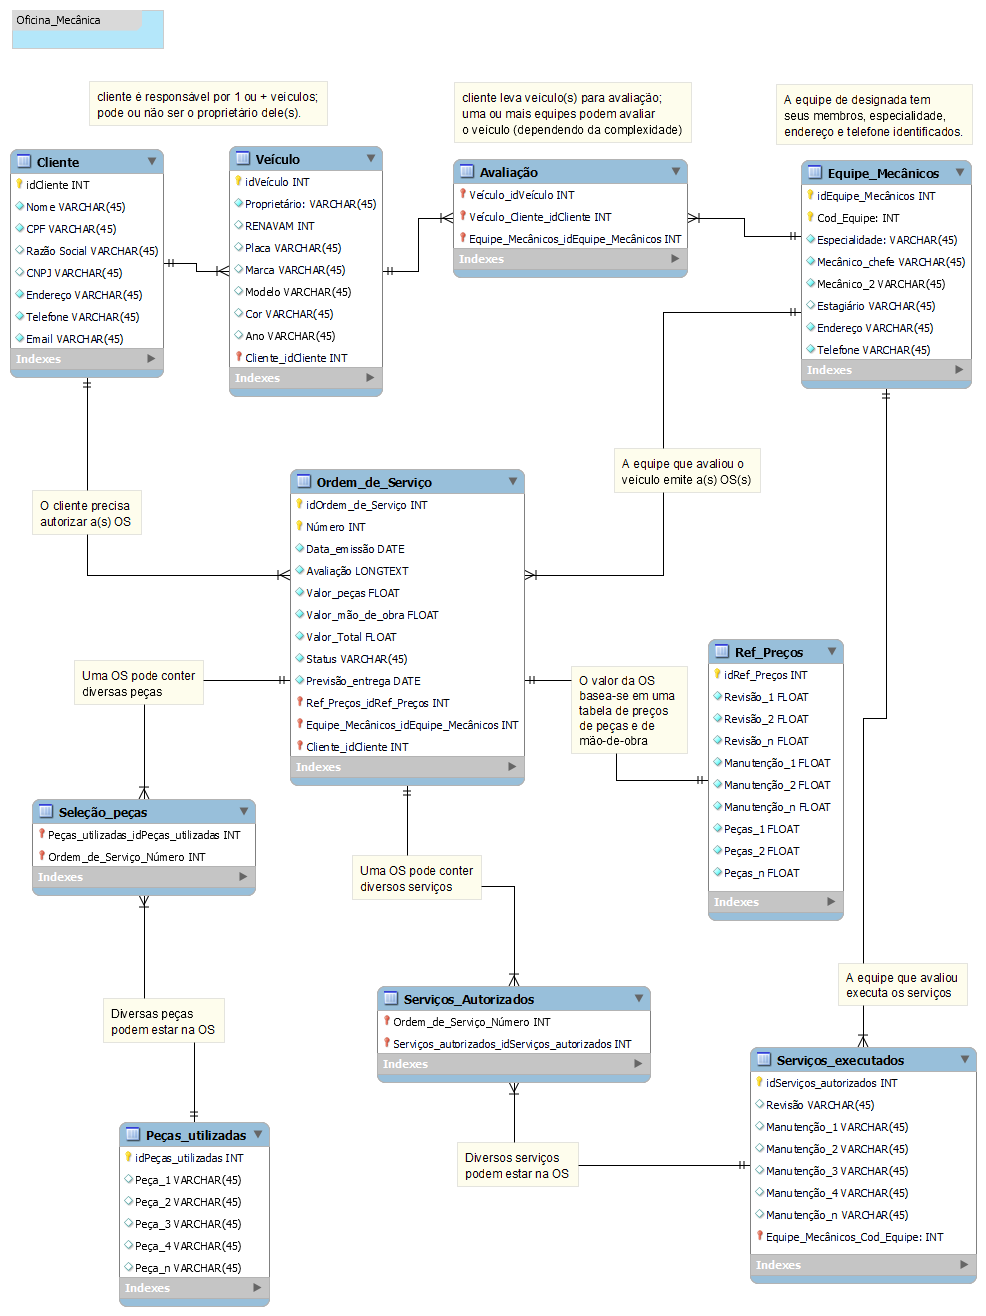 Oficina_Mecânica
cliente é responsável por 1 ou + veículos;
pode ou não ser o proprietário dele(s).
cliente leva veículo(s) para avaliação;
uma ou mais equipes podem avaliar
o veículo (dependendo da complexidade)
A equipe de designada tem
seus membros, especialidade,
endereço e telefone identificados.
Cliente
idCliente INT
Nome VARCHAR(45)
CPF VARCHAR(45)
Razão Social VARCHAR(45)
CNPJ VARCHAR(45)
Endereço VARCHAR(45)
Telefone VARCHAR(45)
Email VARCHAR(45)
Indexes
Veículo
idVeículo INT
Proprietário: VARCHAR(45)
RENAVAM INT
Placa VARCHAR(45)
Marca VARCHAR(45)
Modelo VARCHAR(45)
Cor VARCHAR(45)
Ano VARCHAR(45)
Cliente_idCliente INT
Indexes
Avaliação
Veículo_idVeículo INT
Veículo_Cliente_idCliente INT
Equipe_Mecânicos_idEquipe_Mecânicos INT
Indexes
Equipe_Mecânicos
idEquipe_Mecânicos INT
Cod_Equipe: INT
Especialidade: VARCHAR(45)
Mecânico_chefe VARCHAR(45)
Mecânico_2 VARCHAR(45)
Estagiário VARCHAR(45)
Endereço VARCHAR(45)
Telefone VARCHAR(45)
Indexes
O cliente precisa
autorizar a(s) OS
A equipe que avaliou o
veículo emite a(s) OS(s)
Ordem_de_Serviço
idOrdem_de_Serviço INT
Número INT
Data_emissão DATE
Avaliação LONGTEXT
Valor_peças FLOAT
Valor_mão_de_obra FLOAT
Valor_Total FLOAT
Status VARCHAR(45)
Previsão_entrega DATE
Ref_Preços_idRef_Preços INT
Equipe_Mecânicos_idEquipe_Mecânicos INT
Cliente_idCliente INT
Indexes
Uma OS pode conter
diversas peças
O valor da OS
basea-se em uma
tabela de preços
de peças e de
mão-de-obra
Ref_Preços
idRef_Preços INT
Revisão_1 FLOAT
Revisão_2 FLOAT
Revisão_n FLOAT
Manutenção_1 FLOAT
Manutenção_2 FLOAT
Manutenção_n FLOAT
Peças_1 FLOAT
Peças_2 FLOAT
Peças_n FLOAT
Indexes
Seleção_peças
Peças_utilizadas_idPeças_utilizadas INT
Ordem_de_Serviço_Número INT
Indexes
Uma OS pode conter
diversos serviços
Serviços_Autorizados
Ordem_de_Serviço_Número INT
Serviços_autorizados_idServiços_autorizados INT
Indexes
A equipe que avaliou
executa os serviços
Diversas peças
podem estar na OS
Serviços_executados
idServiços_autorizados INT
Revisão VARCHAR(45)
Manutenção_1 VARCHAR(45)
Manutenção_2 VARCHAR(45)
Manutenção_3 VARCHAR(45)
Manutenção_4 VARCHAR(45)
Manutenção_n VARCHAR(45)
Equipe_Mecânicos_Cod_Equipe: INT
Indexes
Peças_utilizadas
idPeças_utilizadas INT
Peça_1 VARCHAR(45)
Peça_2 VARCHAR(45)
Peça_3 VARCHAR(45)
Peça_4 VARCHAR(45)
Peça_n VARCHAR(45)
Indexes
Diversos serviços
podem estar na OS